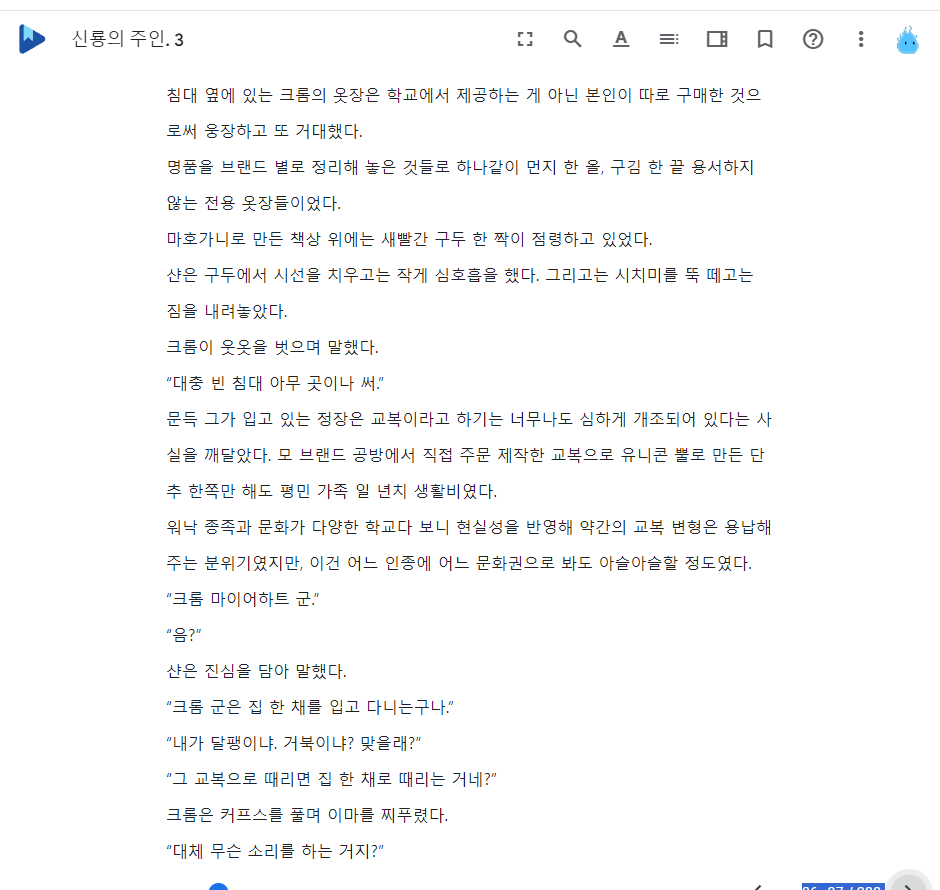 신룡의 주인. 3
침대 옆에 있는 크롬의 옷장은 학교에서 제공하는 게 아닌 본인이 따로 구매한 것으
로써 웅장하고 또 거대했다.
명품을 브랜드 별로 정리해 놓은 것들로 하나같이 먼지 한 올, 구김 한 끝 용서하지
않는 전용 옷장들이었다.
마호가니로 만든 책상 위에는 새빨간 구두 한 짝이 점령하고 있었다.
샨은 구두에서 시선을 치우고는 작게 심호흡을 했다. 그리고는 시치미를 뚝 떼고는
짐을 내려놓았다.
크롬이 웃옷을 벗으며 말했다.
“대충 빈 침대 아무 곳이나 써.”
문득 그가 입고 있는 정장은 교복이라고 하기는 너무나도 심하게 개조되어 있다는 사
실을 깨달았다. 모 브랜드 공방에서 직접 주문 제작한 교복으로 유니콘 뿔로 만든 단
추 한쪽만 해도 평민 가족 일 년치 생활비였다.
워낙 종족과 문화가 다양한 학교다 보니 현실성을 반영해 약간의 교복 변형은 용납해
주는 분위기였지만, 이건 어느 인종에 어느 문화권으로 봐도 아슬아슬할 정도였다.
“크롬 마이어하트 군.”
“음?”
샨은 진심을 담아 말했다.
“크롬 군은 집 한 채를 입고 다니는구나.”
“내가 달팽이냐. 거북이냐? 맞을래?”
“그 교복으로 때리면 집 한 채로 때리는 거네?”
크롬은 커프스를 풀며 이마를 찌푸렸다.
“대체 무슨 소리를 하는 거지?”